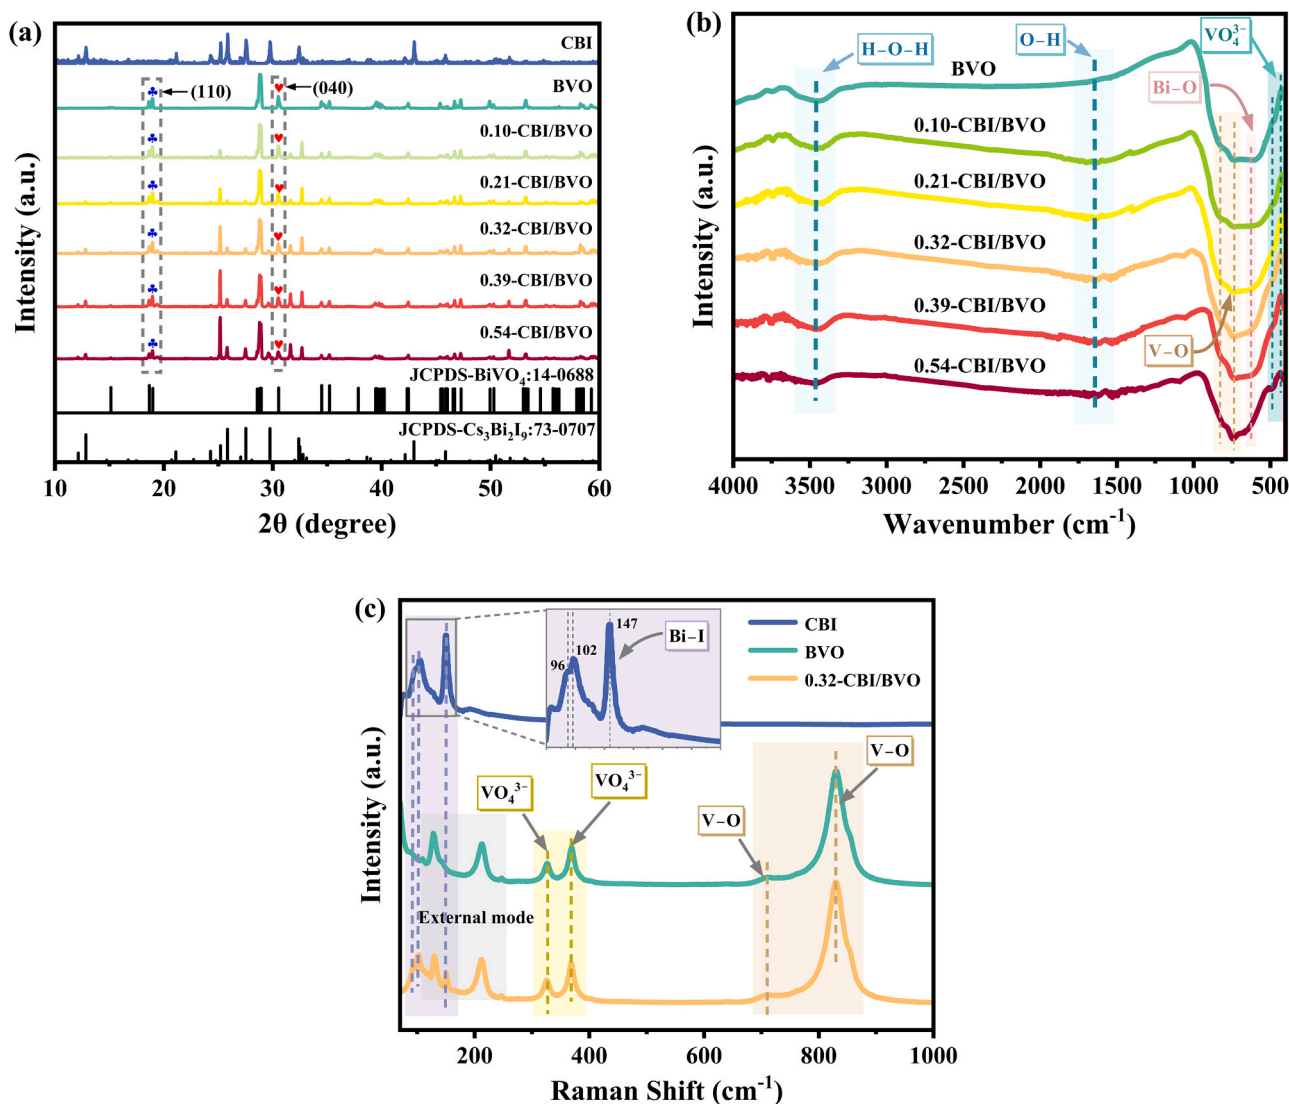 (a)
CBI
BVO
(110)
(040)
0.10-CBI/BVO
0.21-CBI/BVO
0.32-CBI/BVO
0.39-CBI/BVO
0.54-CBI/BVO
JCPDS-BiVO₄:14-0688
JCPDS-Cs₃Bi₂I₉:73-0707
Intensity (a.u.)
10 20 30 40 50 60
2θ (degree)
(b)
H–O–H
O–H
VO₄³⁻
BVO
Bi–O
0.10-CBI/BVO
0.21-CBI/BVO
0.32-CBI/BVO
0.39-CBI/BVO
V–O
0.54-CBI/BVO
Intensity (a.u.)
4000 3500 3000 2500 2000 1500 1000 500
Wavenumber (cm⁻¹)
(c)
147
96
102
Bi–I
CBI
BVO
0.32-CBI/BVO
VO₄³⁻
VO₄³⁻
V–O
V–O
External mode
Intensity (a.u.)
200 400 600 800 1000
Raman Shift (cm⁻¹)